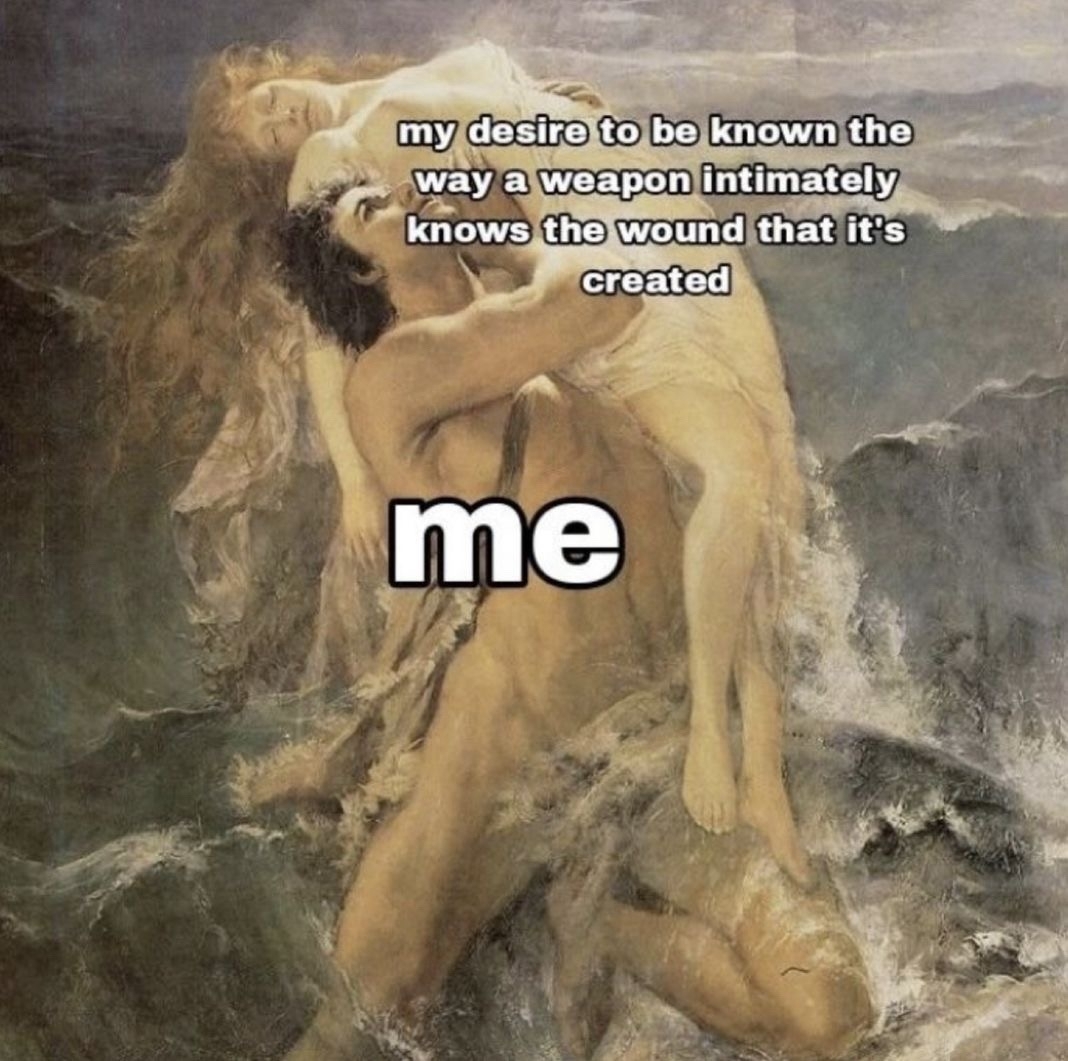 my desire to be known the
way a weapon intimately
knows the wound that it's
created
me